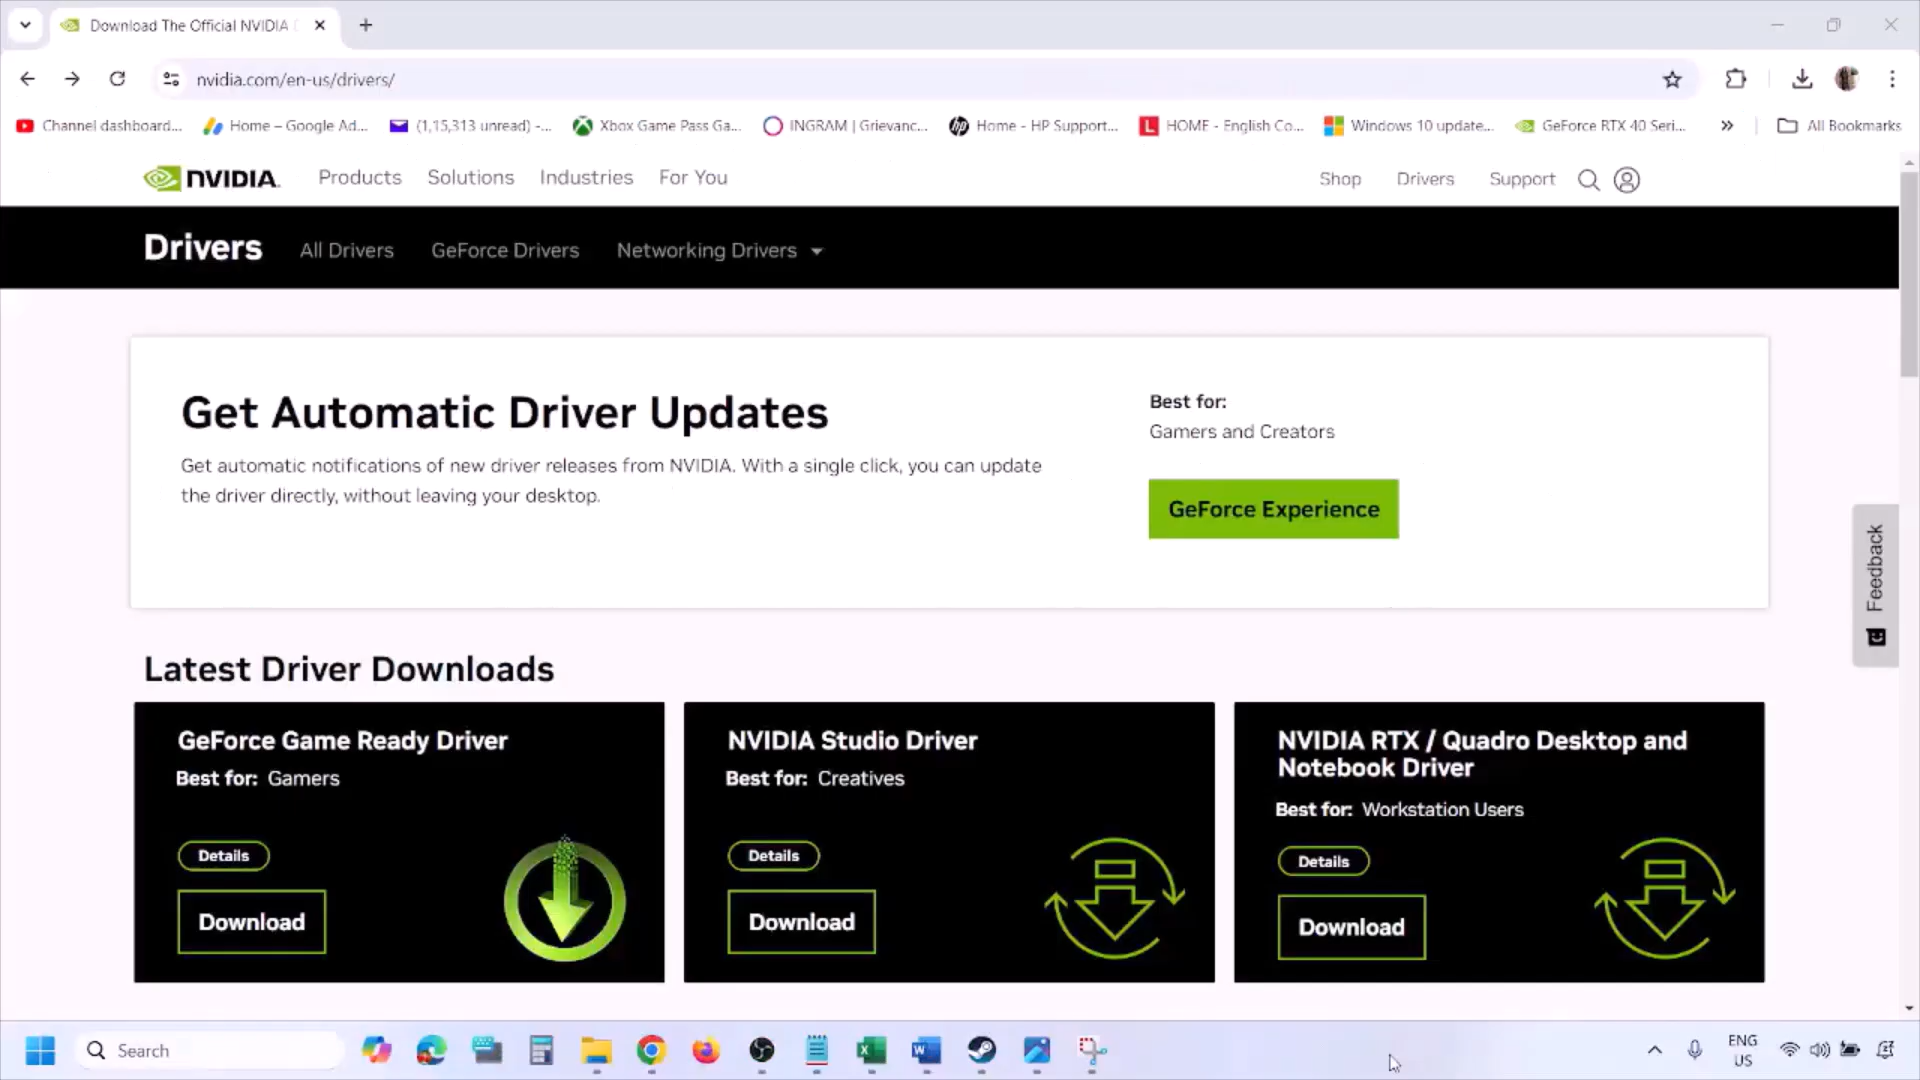 Download The Official NVIDIA
nvidia.com/en-us/drivers/
Channel dashboard...
Home – Google Ad...
(1,15,313 unread) -...
Xbox Game Pass Ga...
INGRAM | Grievanc...
Home - HP Support...
HOME - English Co...
Windows 10 update...
GeForce RTX 40 Seri...
All Bookmarks
NVIDIA.
Products
Solutions
Industries
For You
Shop
Drivers
Support
Drivers
All Drivers
GeForce Drivers
Networking Drivers
Get Automatic Driver Updates
Get automatic notifications of new driver releases from NVIDIA. With a single click, you can update
the driver directly, without leaving your desktop.
Best for:
Gamers and Creators
GeForce Experience
Feedback
Latest Driver Downloads
GeForce Game Ready Driver
Best for: Gamers
Details
Download
NVIDIA Studio Driver
Best for: Creatives
Details
Download
NVIDIA RTX / Quadro Desktop and
Notebook Driver
Best for: Workstation Users
Details
Download
Search
ENG
US